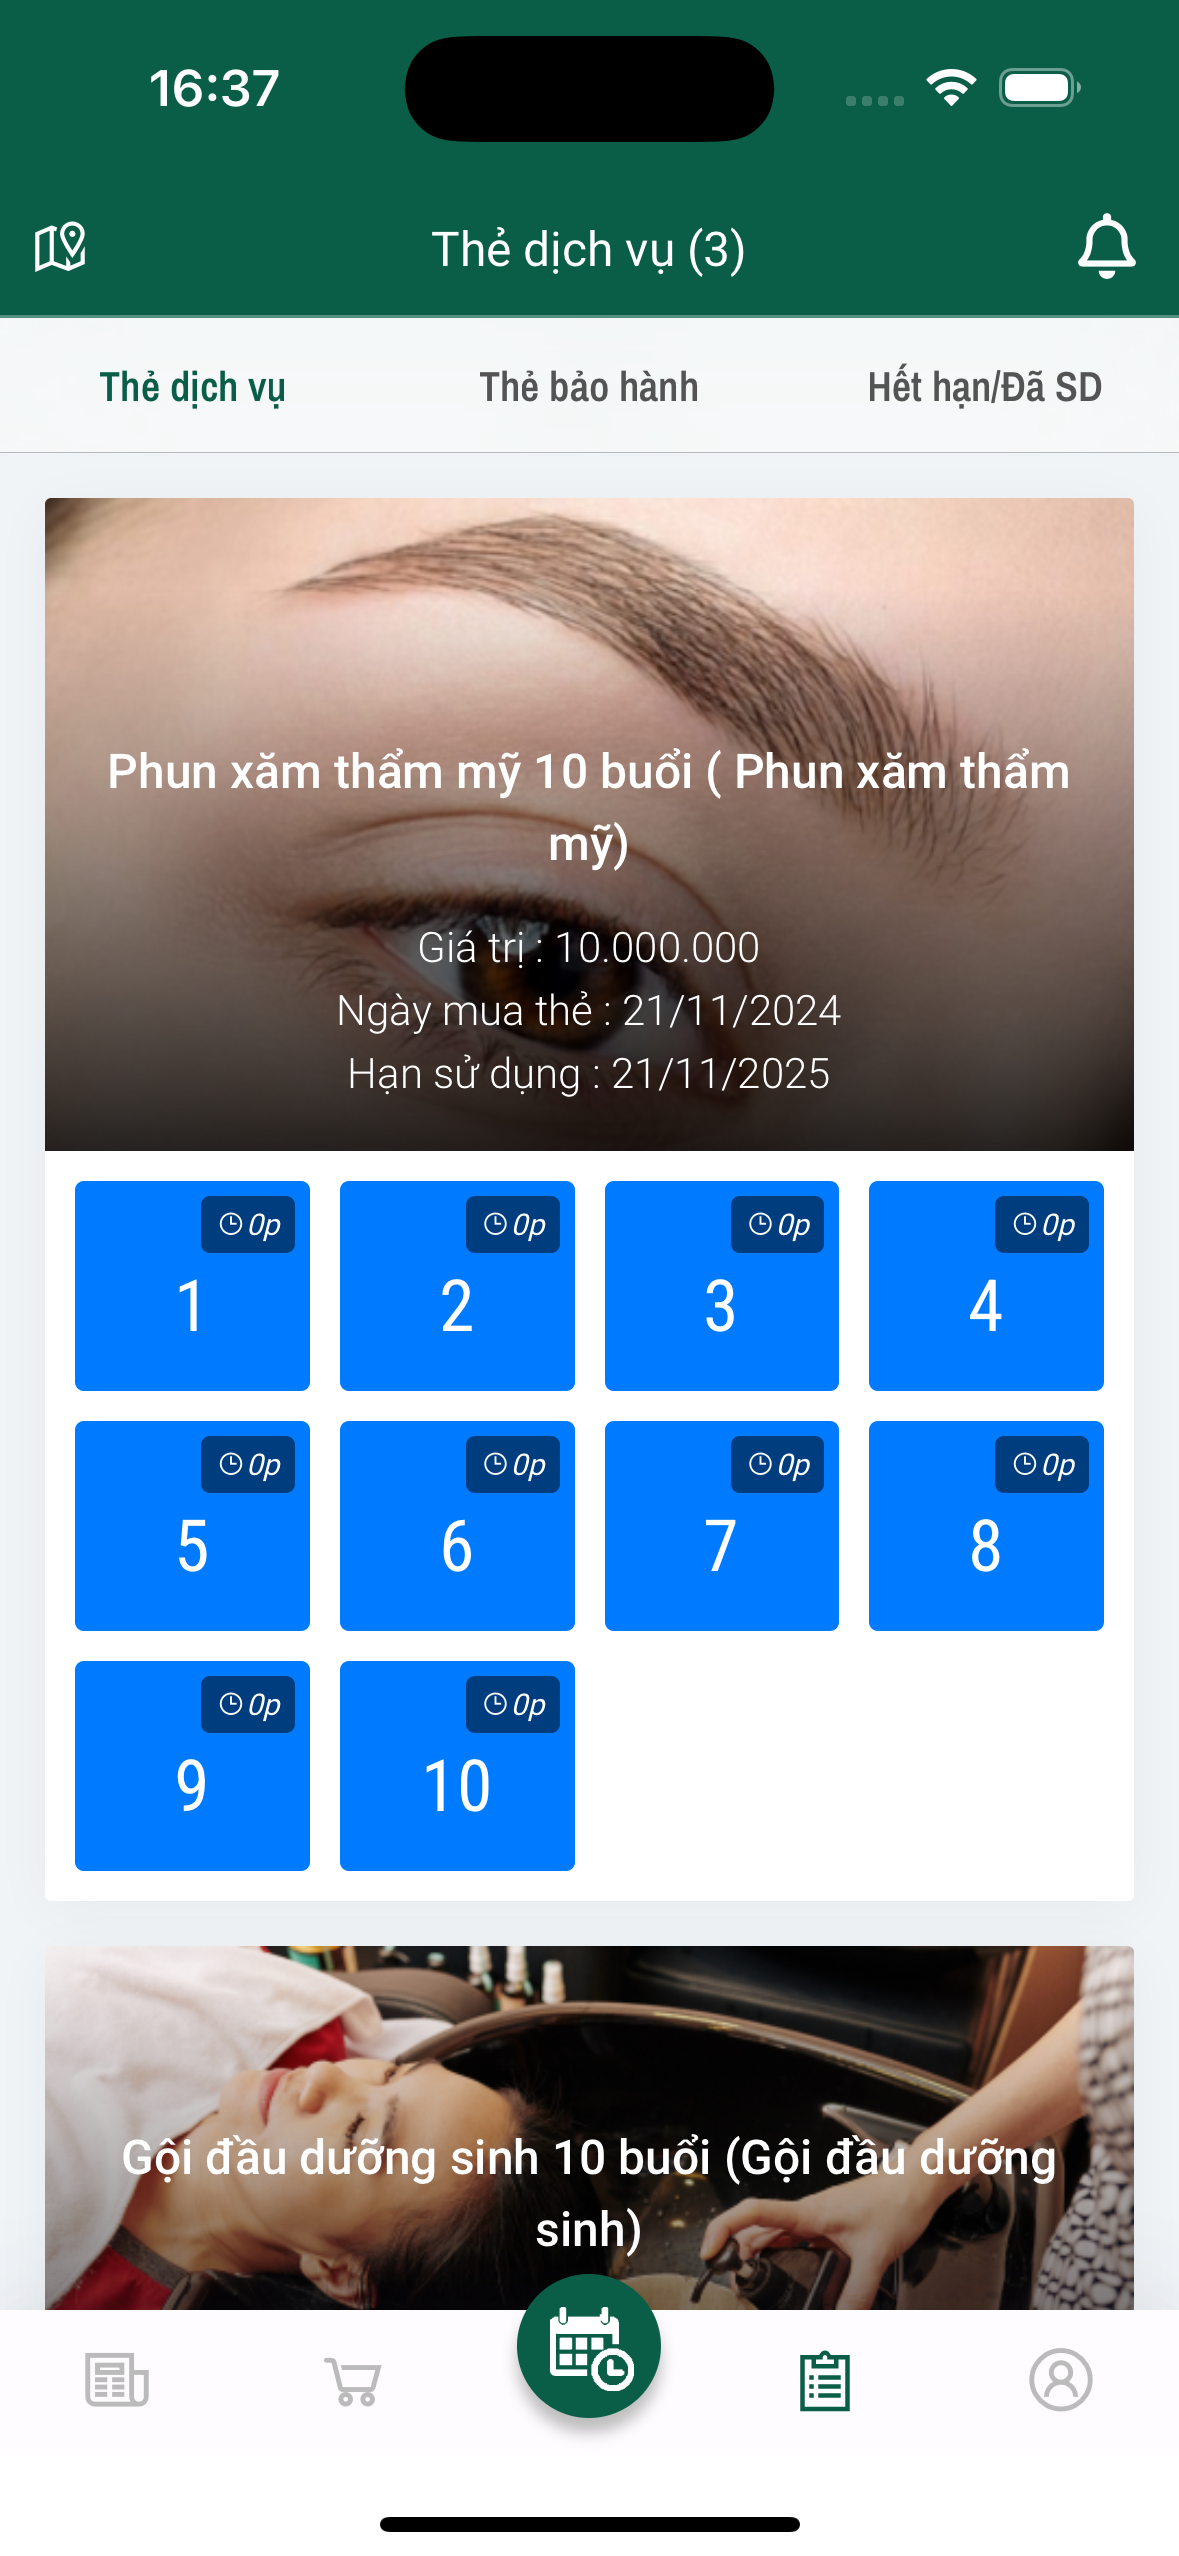 16:37
Thẻ dịch vụ (3)
Thẻ dịch vụ
Thẻ bảo hành
Hết hạn/Đã SD
Phun xăm thẩm mỹ 10 buổi ( Phun xăm thẩm
mỹ)
Giá trị : 10.000.000
Ngày mua thẻ : 21/11/2024
Hạn sử dụng : 21/11/2025
0p
1
0p
2
0p
3
0p
4
0p
5
0p
6
0p
7
0p
8
0p
9
0p
10
Gội đầu dưỡng sinh 10 buổi (Gội đầu dưỡng
sinh)